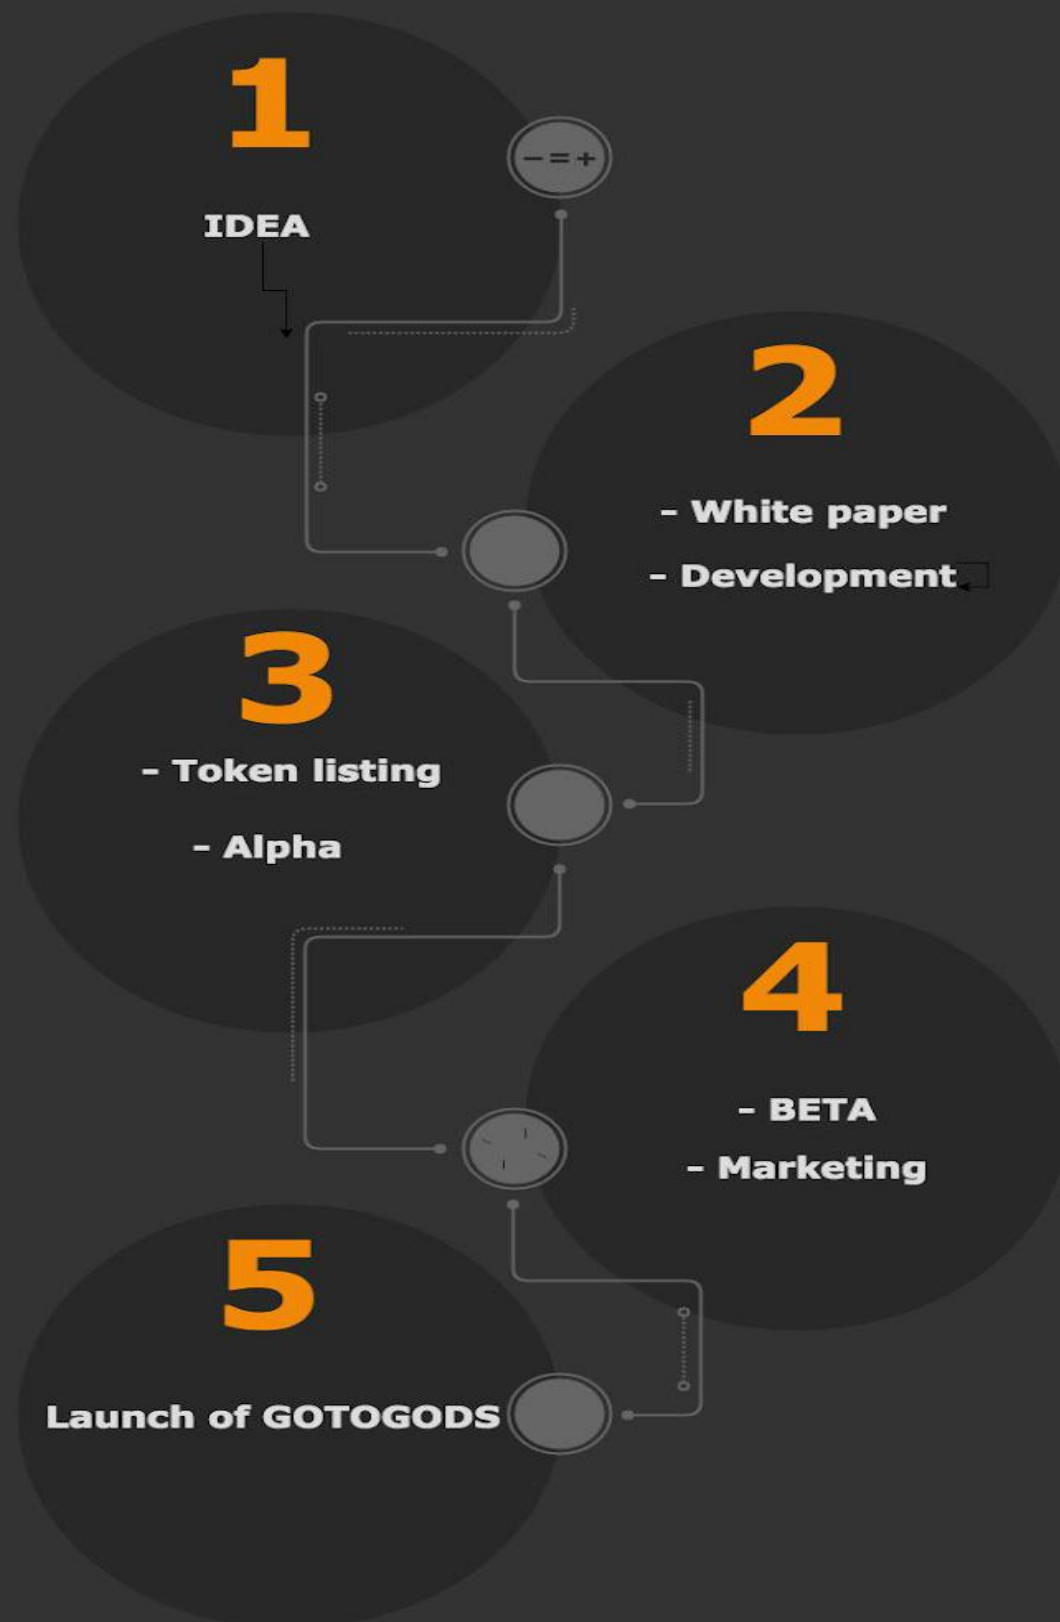 1
− = +
IDEA
2
- White paper
- Development
3
- Token listing
- Alpha
4
- BETA
- Marketing
5
Launch of GOTOGODS